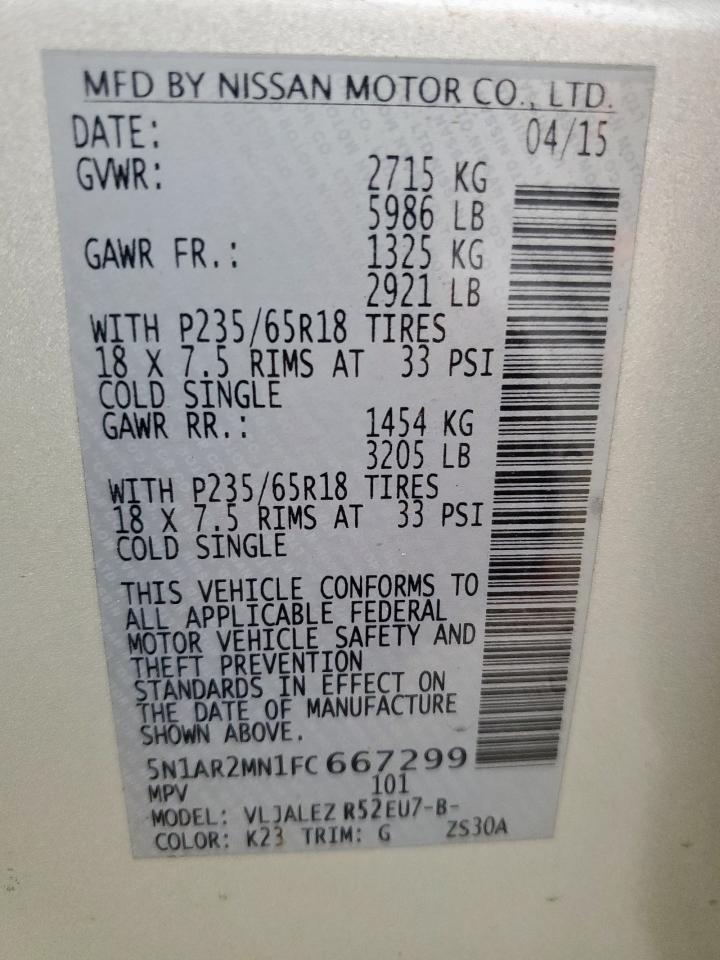 MFD BY NISSAN MOTOR CO., LTD.
DATE: 04/15
GVWR: 2715 KG
5986 LB
GAWR FR.: 1325 KG
2921 LB
WITH P235/65R18 TIRES
18 X 7.5 RIMS AT 33 PSI
COLD SINGLE
GAWR RR.: 1454 KG
3205 LB
WITH P235/65R18 TIRES
18 X 7.5 RIMS AT 33 PSI
COLD SINGLE
THIS VEHICLE CONFORMS TO
ALL APPLICABLE FEDERAL
MOTOR VEHICLE SAFETY AND
THEFT PREVENTION
STANDARDS IN EFFECT ON
THE DATE OF MANUFACTURE
SHOWN ABOVE.
5N1AR2MN1FC667299
MPV 101
MODEL: VLJALEZ R52EU7-B-
COLOR: K23 TRIM: G ZS30A